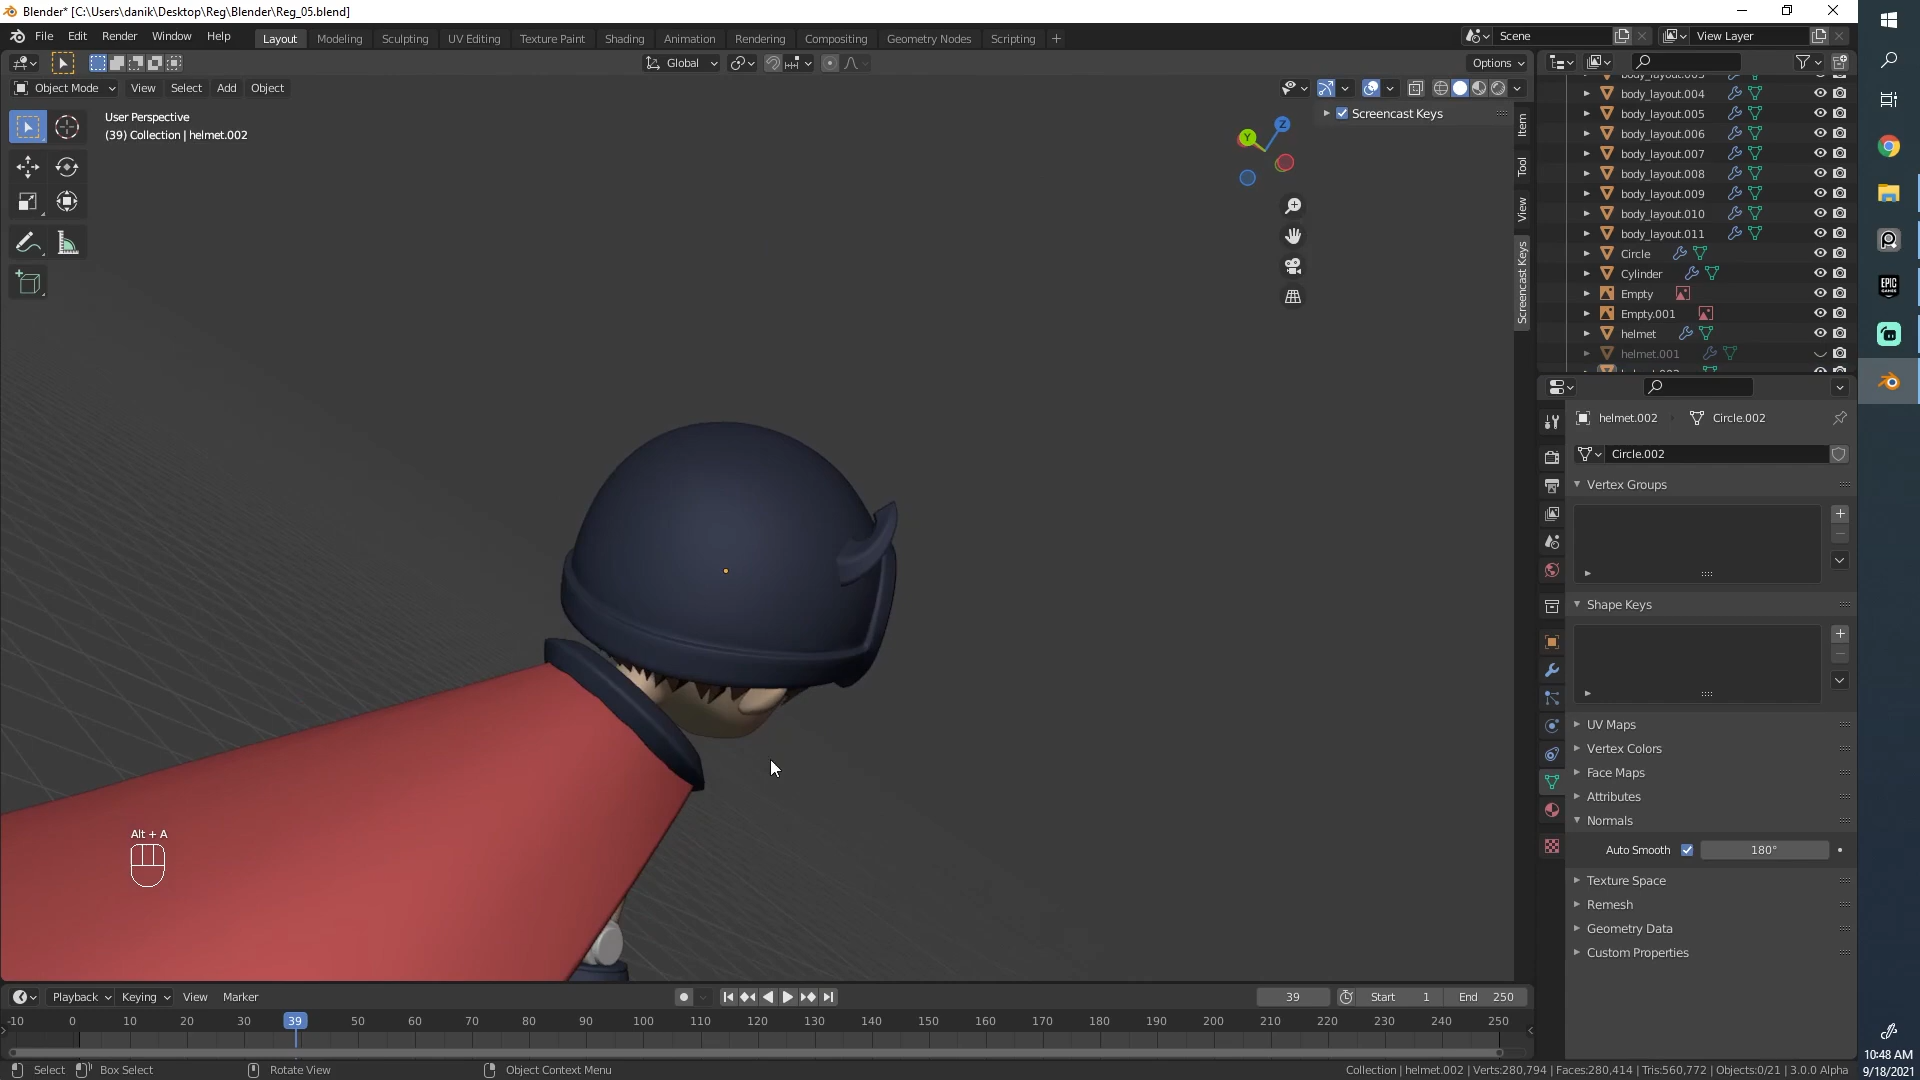 Blender* [C:\Users\danik\Desktop\Reg\Blender\Reg_05.blend]
File Edit Render Window Help
Layout Modeling Sculpting UV Editing Texture Paint Shading Animation Rendering Compositing Geometry Nodes Scripting +
Scene
View Layer
Global
Options
Object Mode View Select Add Object
User Perspective
(39) Collection | helmet.002
Screencast Keys
Z
Y
Item
Tool
View
Screencast Keys
body_layout.003
body_layout.004
body_layout.005
body_layout.006
body_layout.007
body_layout.008
body_layout.009
body_layout.010
body_layout.011
Circle
Cylinder
Empty
Empty.001
helmet
helmet.001
helmet.002 Circle.002
Circle.002
Vertex Groups
Shape Keys
UV Maps
Vertex Colors
Face Maps
Attributes
Normals
Auto Smooth 180°
Texture Space
Remesh
Geometry Data
Custom Properties
EPIC GAMES
Alt + A
Playback Keying View Marker
39 Start 1 End 250
-10 0 10 20 30 39 50 60 70 80 90 100 110 120 130 140 150 160 170 180 190 200 210 220 230 240 250
Select Box Select Rotate View Object Context Menu
Collection | helmet.002 | Verts:280,794 | Faces:280,414 | Tris:560,772 | Objects:0/21 | 3.0.0 Alpha
10:48 AM
9/18/2021